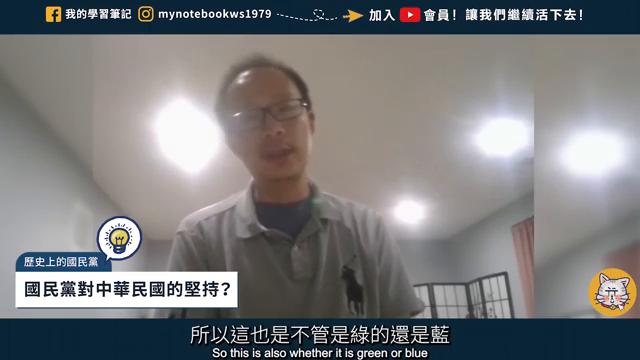 我的學習筆記 mynotebookws1979 加入 會員！ 讓我們繼續活下去！
歷史上的國民黨
國民黨對中華民國的堅持？
所以這也是不管是綠的還是藍
So this is also whether it is green or blue